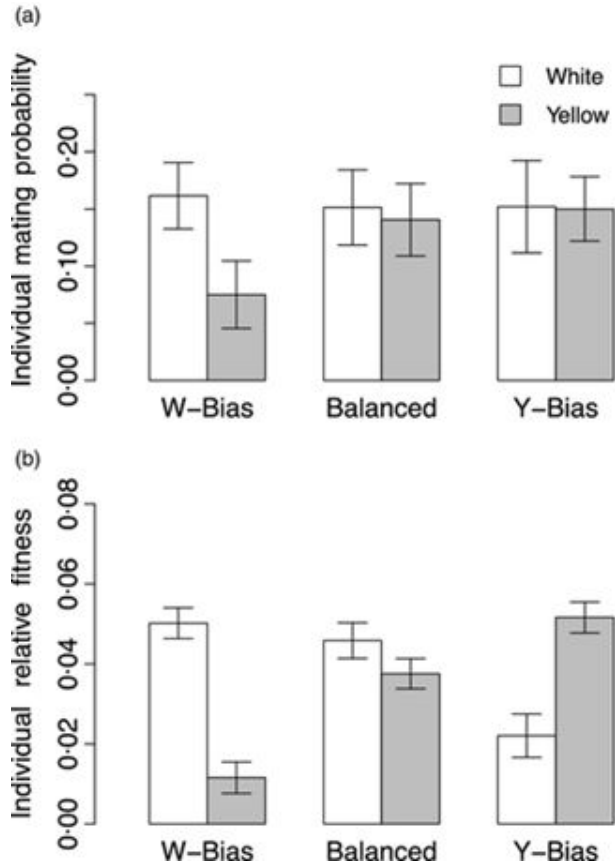 (a)
Individual mating probability
0·20
0·10
0·00
White
Yellow
W−Bias Balanced Y−Bias
(b)
Individual relative fitness
0·08
0·06
0·04
0·02
0·00
W−Bias Balanced Y−Bias